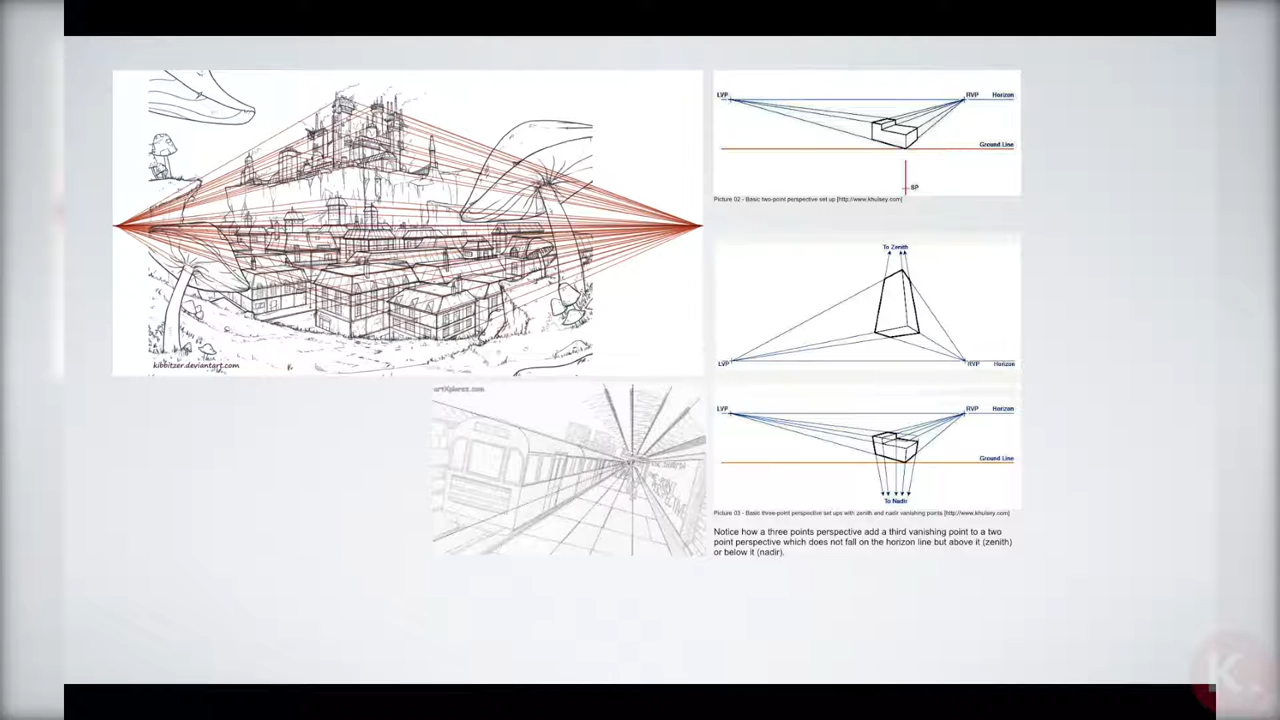 LVP
RVP
Horizon
Ground Line
SP
Picture 02 - Basic two-point perspective set up [http://www.khulsey.com]
To Zenith
LVP
RVP
Horizon
kibbitzer.deviantart.com
LVP
RVP
Horizon
Ground Line
To Nadir
Picture 03 - Basic three-point perspective set ups with zenith and nadir vanishing points [http://www.khulsey.com]
Notice how a three points perspective add a third vanishing point to a two
point perspective which does not fall on the horizon line but above it (zenith)
or below it (nadir).
K